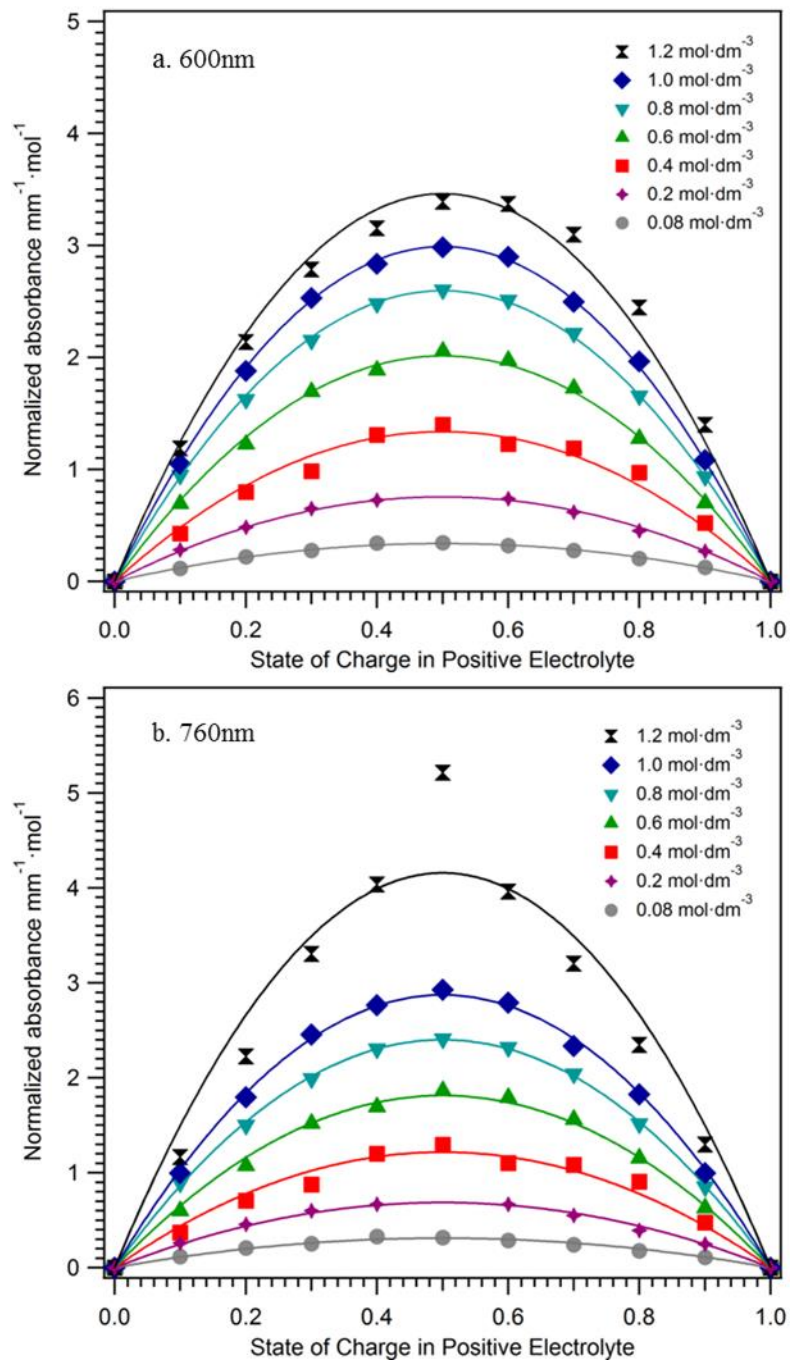 a. 600nm
1.2 mol·dm⁻³
1.0 mol·dm⁻³
0.8 mol·dm⁻³
0.6 mol·dm⁻³
0.4 mol·dm⁻³
0.2 mol·dm⁻³
0.08 mol·dm⁻³
Normalized absorbance mm⁻¹·mol⁻¹
5
4
3
2
1
0
0.0 0.2 0.4 0.6 0.8 1.0
State of Charge in Positive Electrolyte
b. 760nm
1.2 mol·dm⁻³
1.0 mol·dm⁻³
0.8 mol·dm⁻³
0.6 mol·dm⁻³
0.4 mol·dm⁻³
0.2 mol·dm⁻³
0.08 mol·dm⁻³
Normalized absorbance mm⁻¹·mol⁻¹
6
5
4
3
2
1
0
0.0 0.2 0.4 0.6 0.8 1.0
State of Charge in Positive Electrolyte